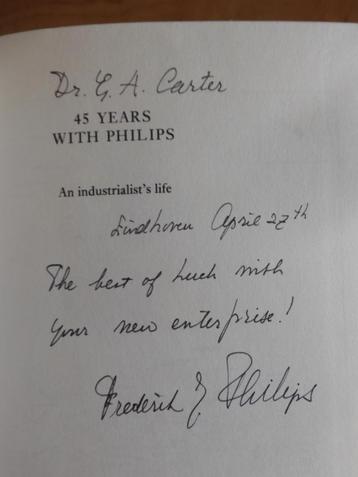 Dr. G. A. Carter
45 YEARS
WITH PHILIPS
An industrialist's life
Eindhoven April 27th
The best of luck with
your new enterprise!
Frederik J Philips